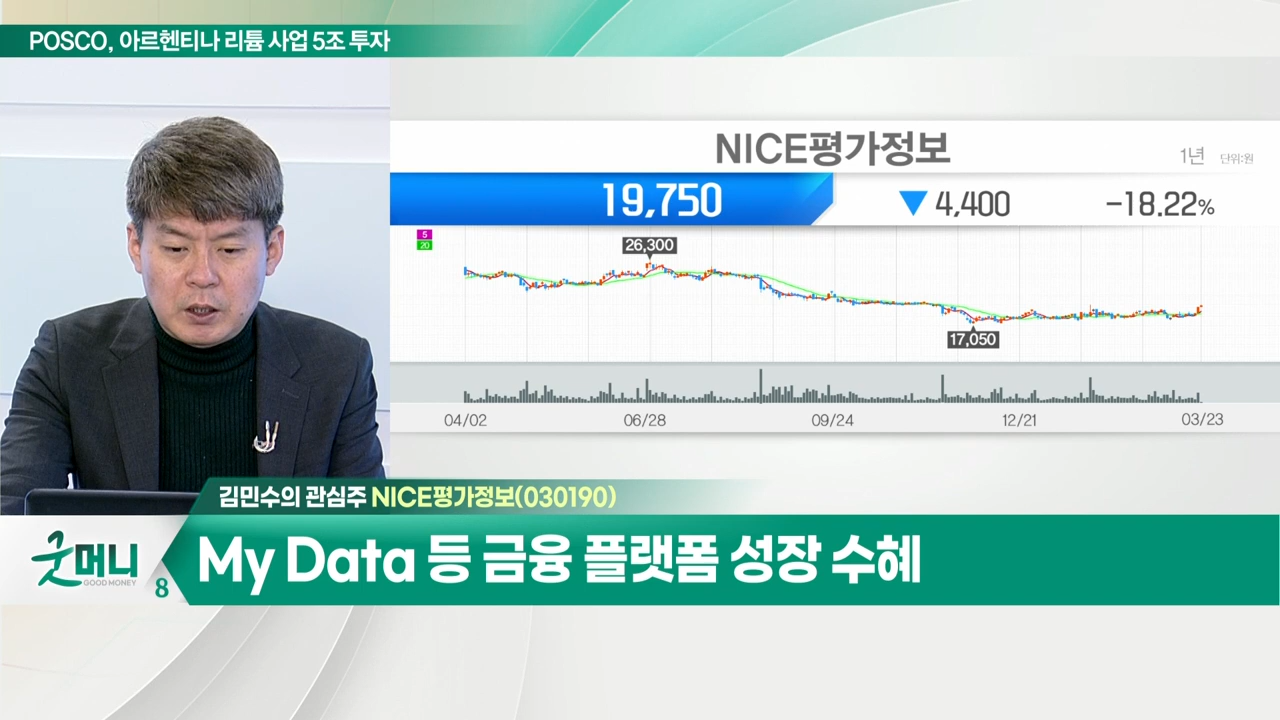 POSCO, 아르헨티나 리튬 사업 5조 투자
NICE평가정보
1년 단위:원
19,750 ▼ 4,400 -18.22%
5
20
26,300
17,050
04/02 06/28 09/24 12/21 03/23
김민수의 관심주 NICE평가정보(030190)
굿머니
GOOD MONEY
8
My Data 등 금융 플랫폼 성장 수혜